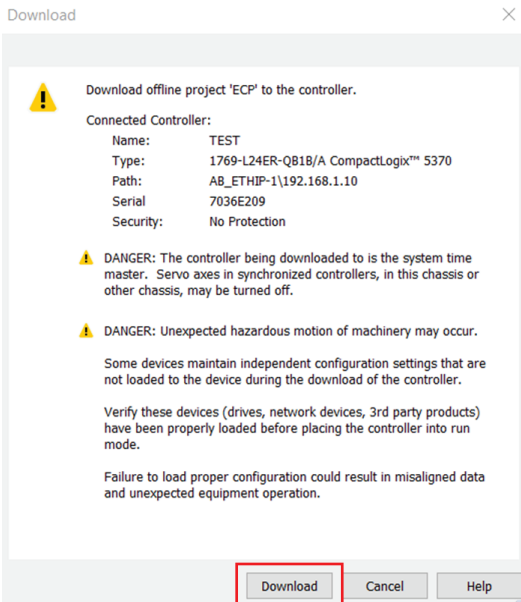 Download
Download offline project 'ECP' to the controller.
Connected Controller:
Name: TEST
Type: 1769-L24ER-QB1B/A CompactLogix™ 5370
Path: AB_ETHIP-1\192.168.1.10
Serial 7036E209
Security: No Protection
DANGER: The controller being downloaded to is the system time
master. Servo axes in synchronized controllers, in this chassis or
other chassis, may be turned off.
DANGER: Unexpected hazardous motion of machinery may occur.
Some devices maintain independent configuration settings that are
not loaded to the device during the download of the controller.
Verify these devices (drives, network devices, 3rd party products)
have been properly loaded before placing the controller into run
mode.
Failure to load proper configuration could result in misaligned data
and unexpected equipment operation.
Download Cancel Help